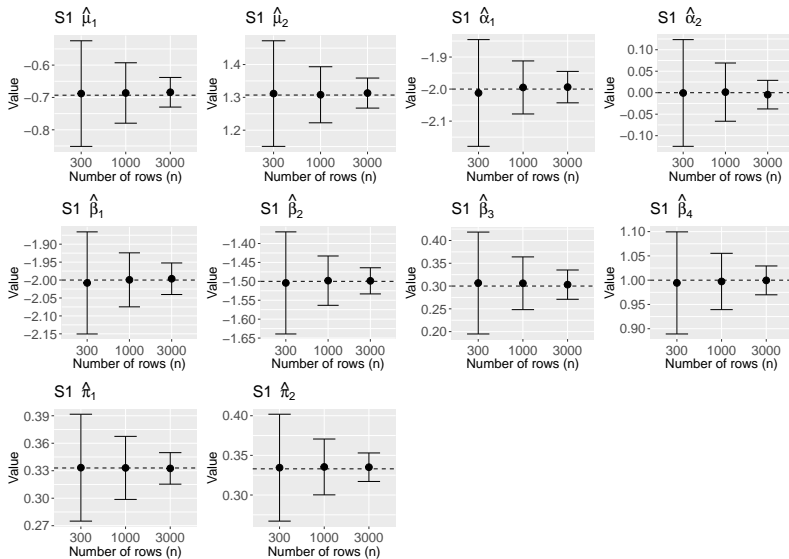 S1 μ̂₁
−0.6
−0.7
−0.8
Value
300 1000 3000
Number of rows (n)
S1 μ̂₂
1.4
1.3
1.2
Value
300 1000 3000
Number of rows (n)
S1 α̂₁
−1.9
−2.0
−2.1
Value
300 1000 3000
Number of rows (n)
S1 α̂₂
0.10
0.05
0.00
−0.05
−0.10
Value
300 1000 3000
Number of rows (n)
S1 β̂₁
−1.90
−1.95
−2.00
−2.05
−2.10
−2.15
Value
300 1000 3000
Number of rows (n)
S1 β̂₂
−1.40
−1.45
−1.50
−1.55
−1.60
−1.65
Value
300 1000 3000
Number of rows (n)
S1 β̂₃
0.40
0.35
0.30
0.25
0.20
Value
300 1000 3000
Number of rows (n)
S1 β̂₄
1.10
1.05
1.00
0.95
0.90
Value
300 1000 3000
Number of rows (n)
S1 π̂₁
0.39
0.36
0.33
0.30
0.27
Value
300 1000 3000
Number of rows (n)
S1 π̂₂
0.40
0.35
0.30
Value
300 1000 3000
Number of rows (n)